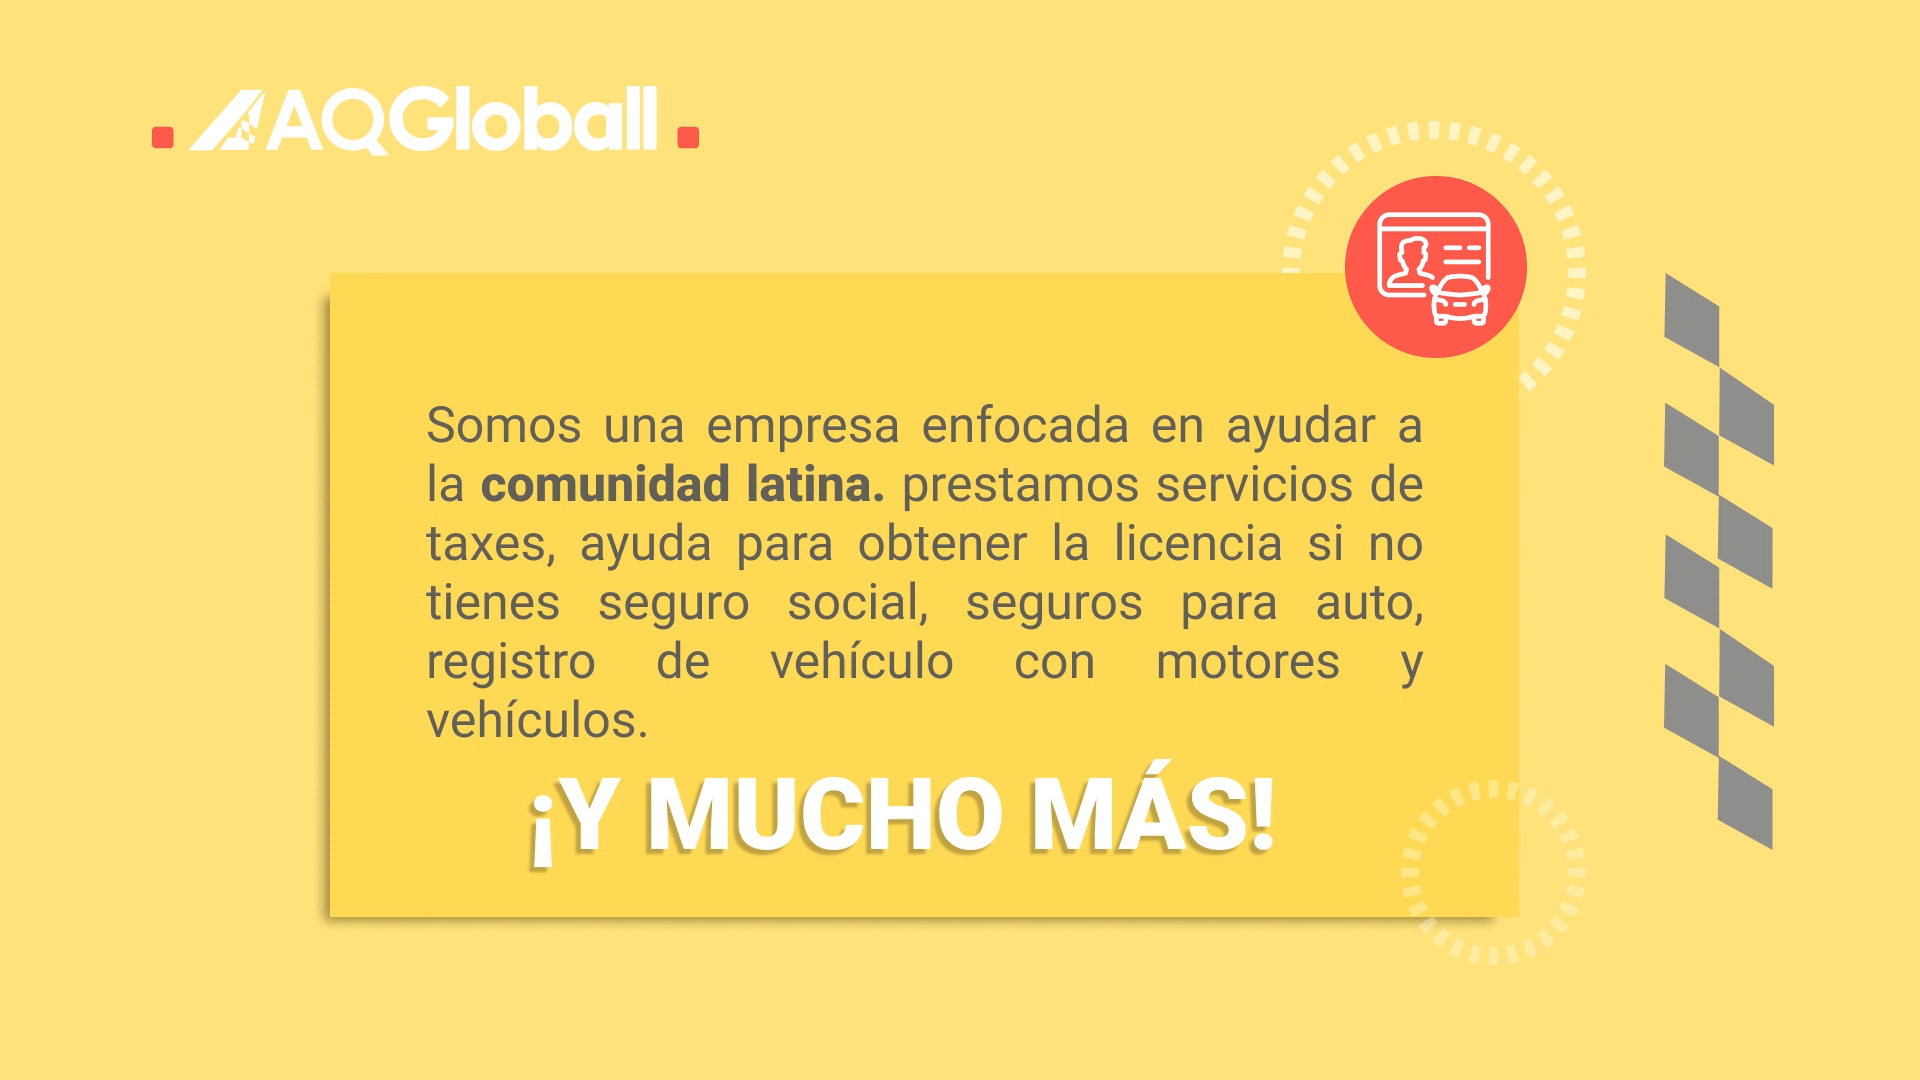 AQGloball
Somos una empresa enfocada en ayudar a
la comunidad latina. prestamos servicios de
taxes, ayuda para obtener la licencia si no
tienes seguro social, seguros para auto,
registro de vehículo con motores y
vehículos.
¡Y MUCHO MÁS!